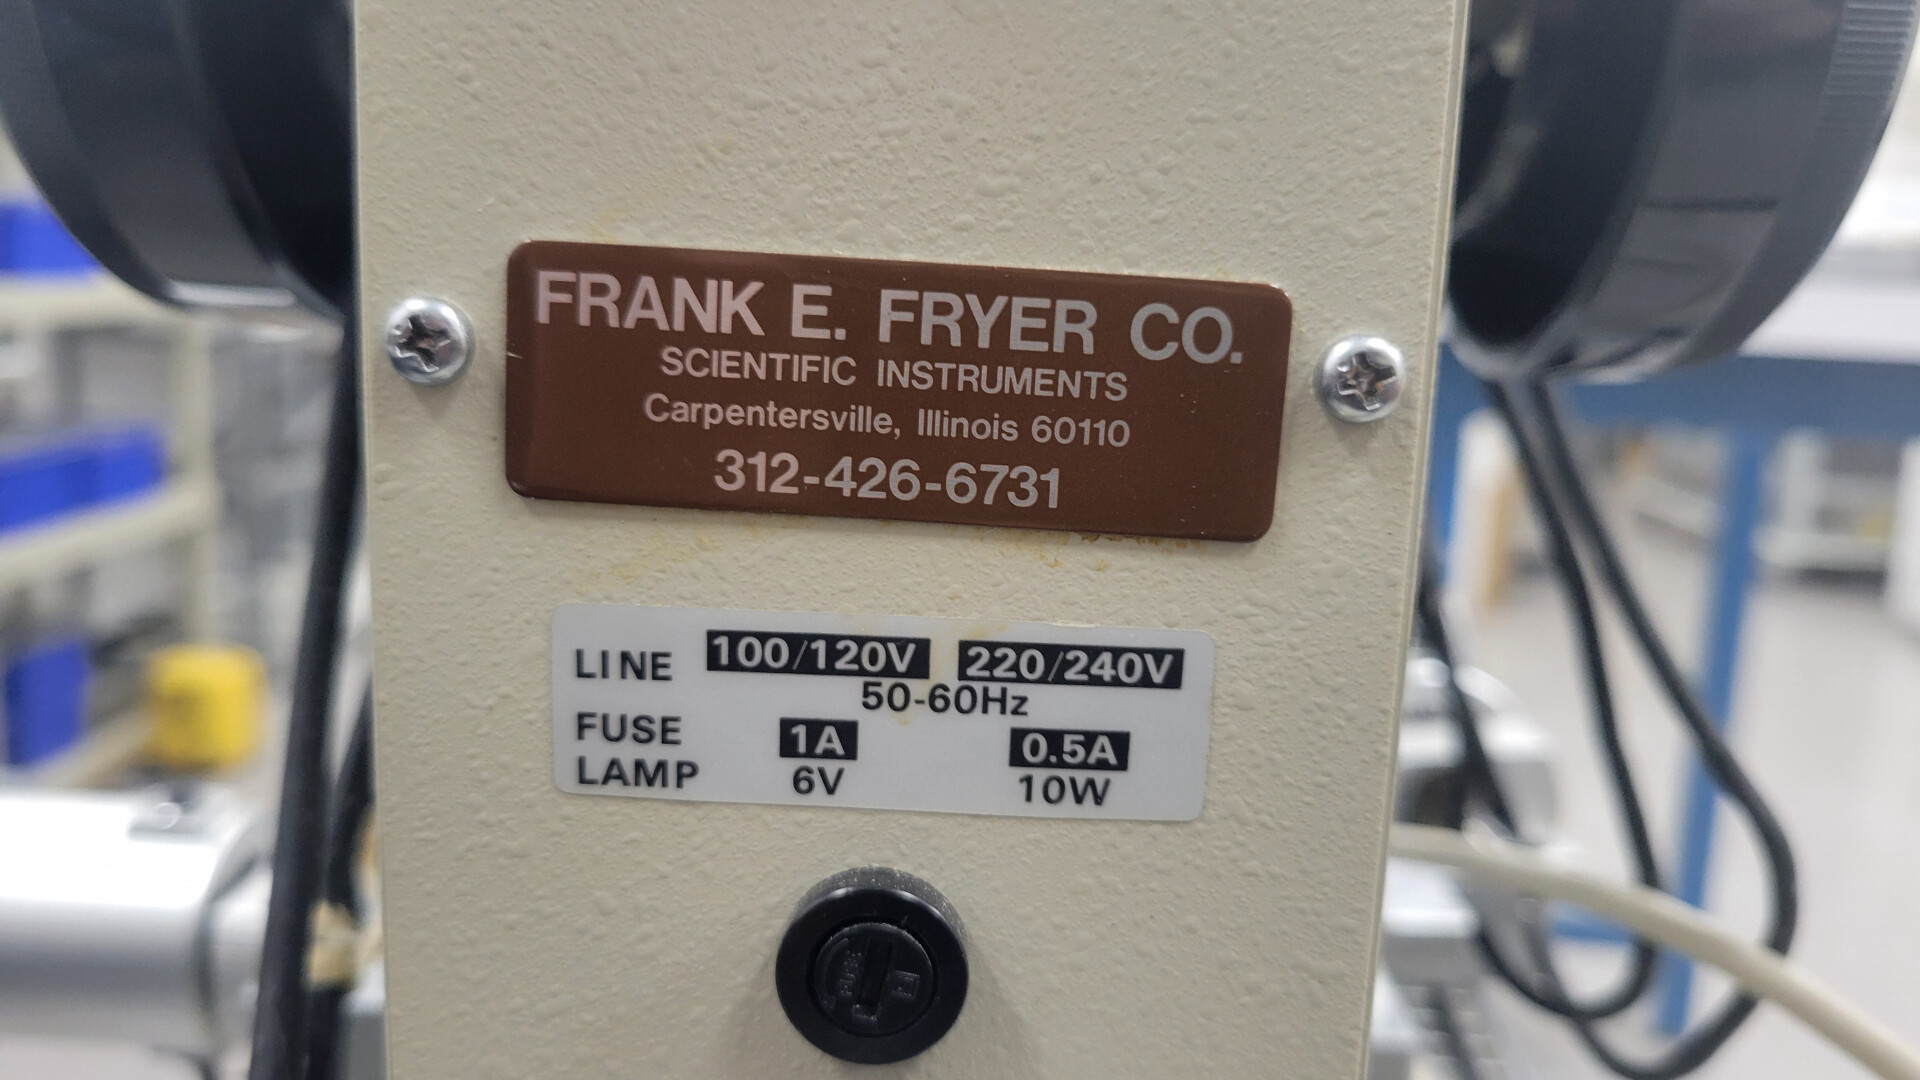 FRANK E. FRYER CO.
SCIENTIFIC INSTRUMENTS
Carpentersville, Illinois 60110
312-426-6731
LINE 100/120V 220/240V
50-60Hz
FUSE 1A 0.5A
LAMP 6V 10W
FUSE